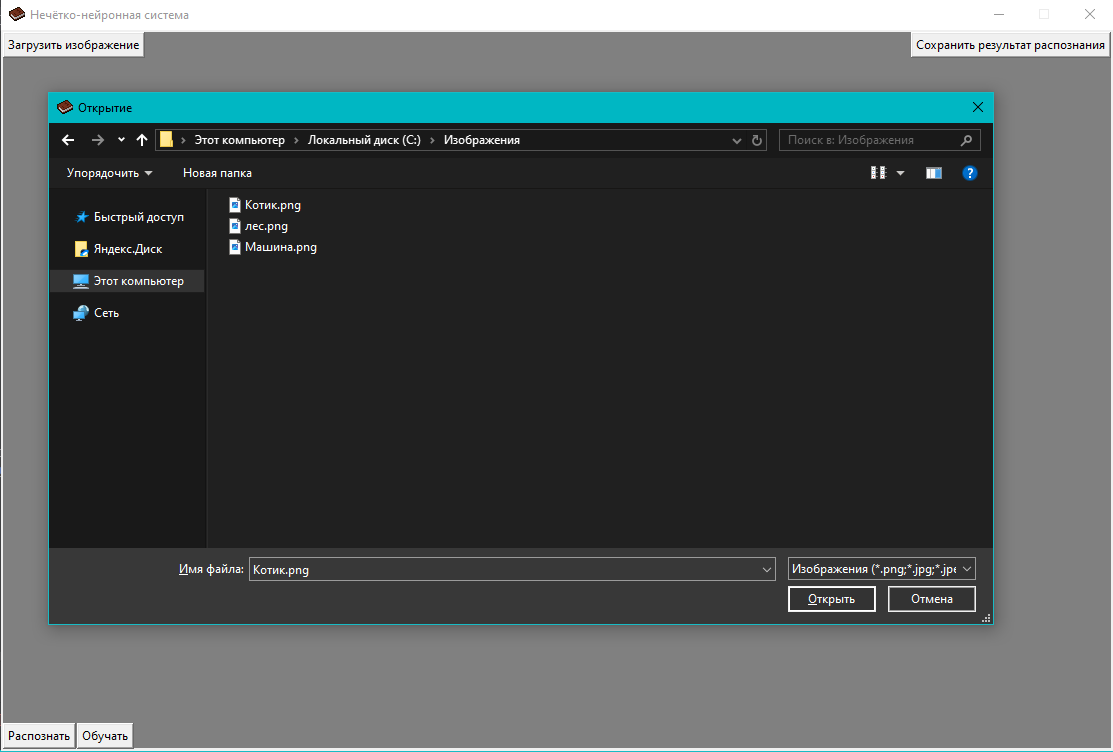 Нечётко-нейронная система
Загрузить изображение
Сохранить результат распознания
Открытие
Этот компьютер
Локальный диск (C:)
Изображения
Поиск в: Изображения
Упорядочить
Новая папка
?
Быстрый доступ
Яндекс.Диск
Этот компьютер
Сеть
Котик.png
лес.png
Машина.png
Имя файла:
Котик.png
Изображения (*.png;*.jpg;*.jpe
Открыть
Отмена
Распознать
Обучать